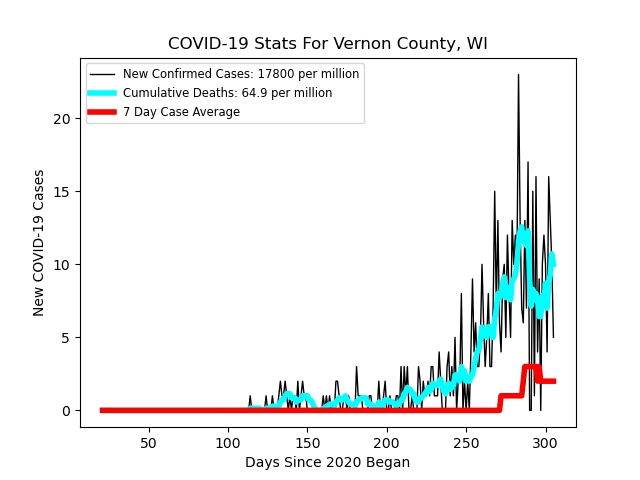 COVID-19 Stats For Vernon County, WI
New Confirmed Cases: 17800 per million
Cumulative Deaths: 64.9 per million
7 Day Case Average
New COVID-19 Cases
20
15
10
5
0
50 100 150 200 250 300
Days Since 2020 Began